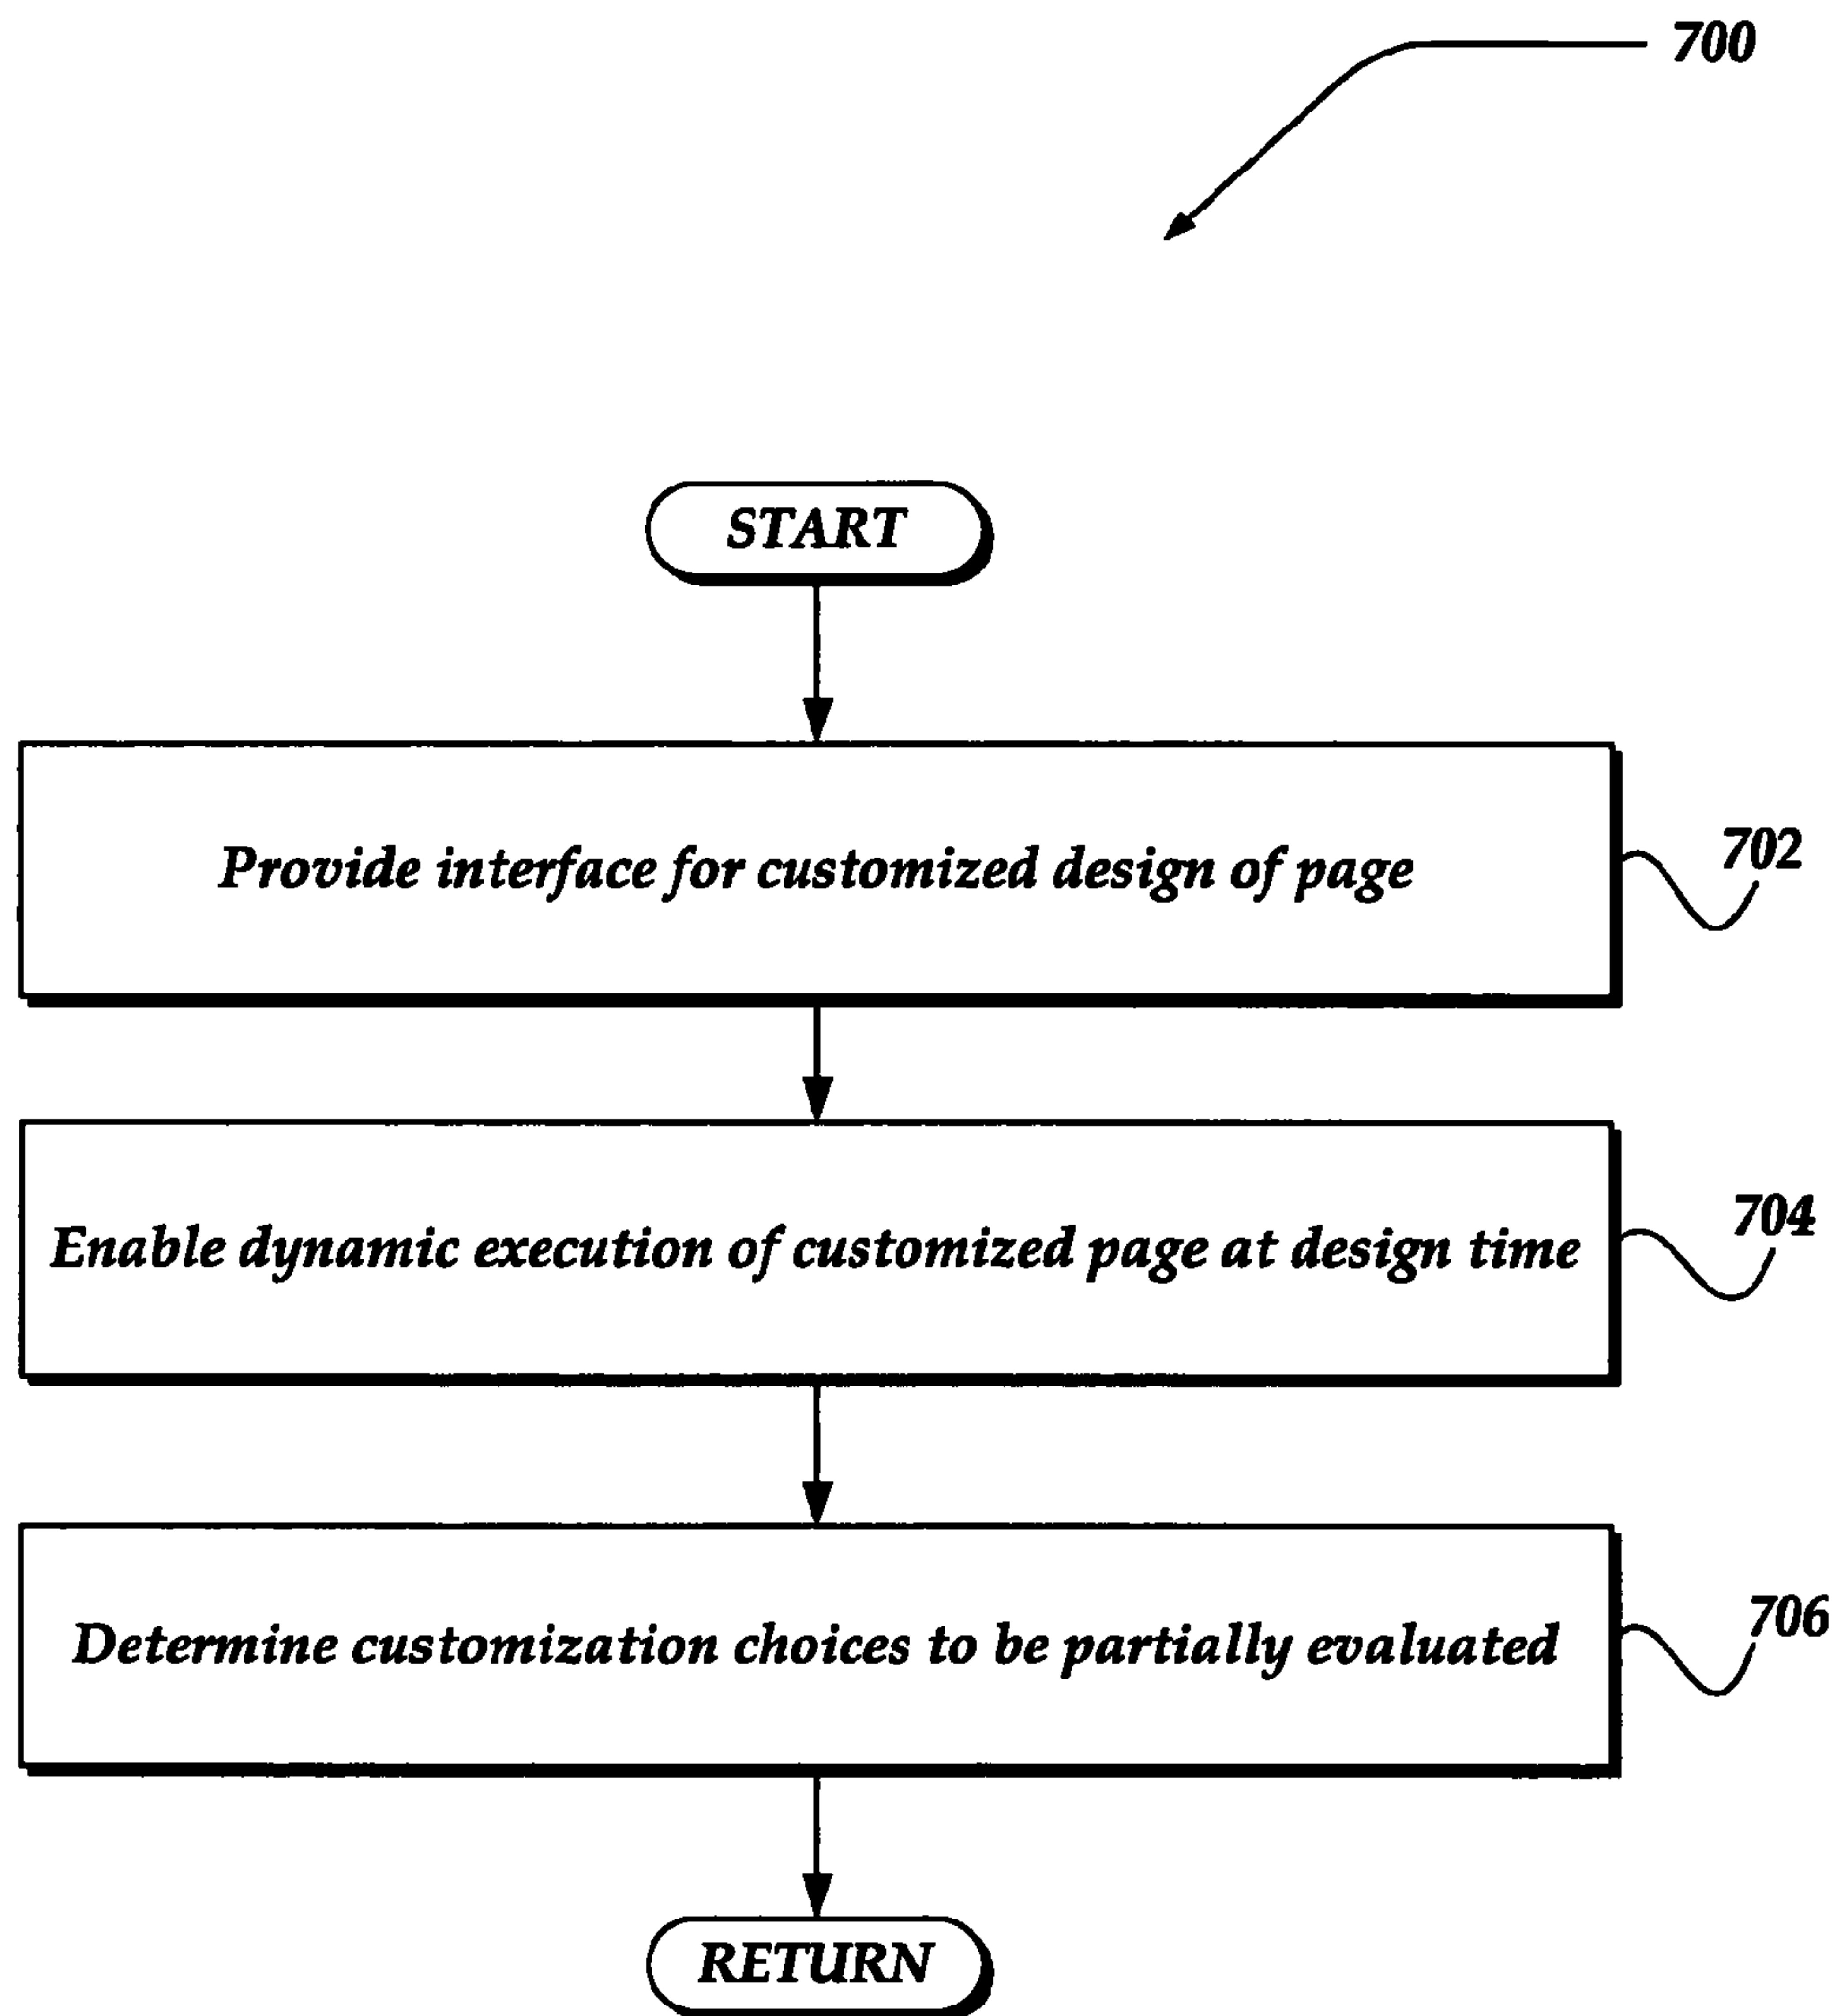 700
START
Provide interface for customized design of page
702
Enable dynamic execution of customized page at design time
704
Determine customization choices to be partially evaluated
706
RETURN